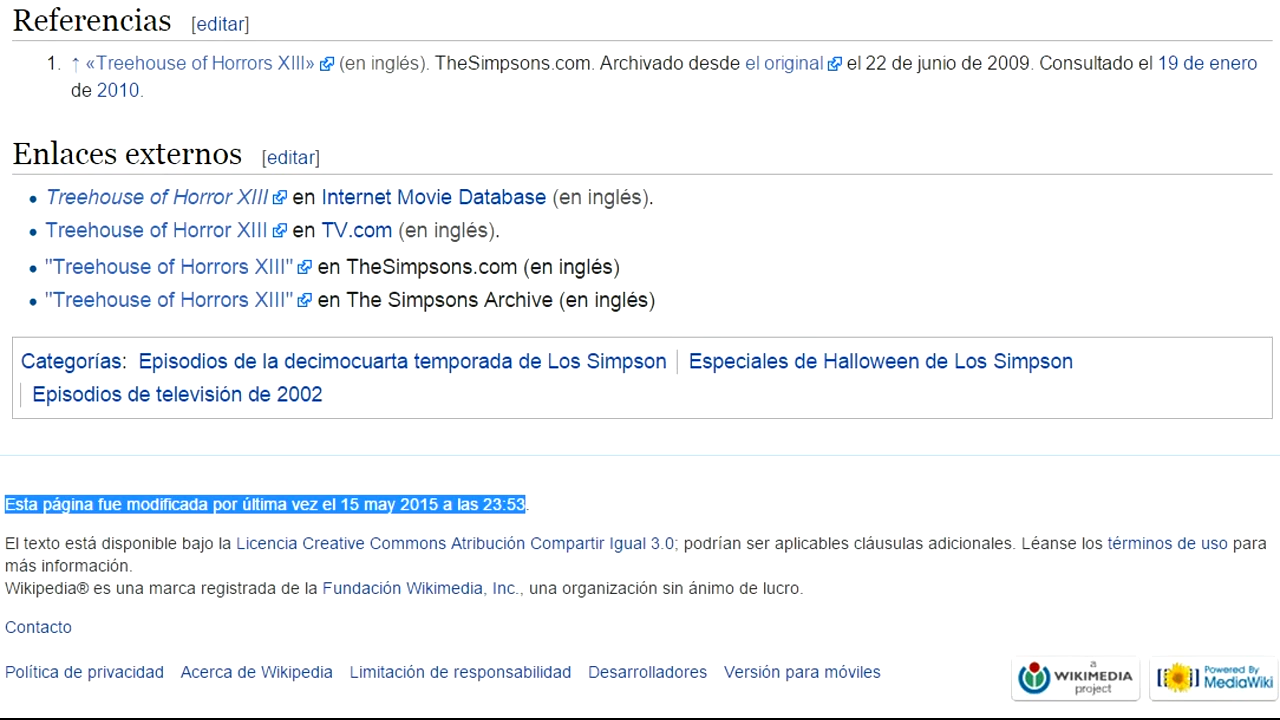 Referencias [editar]
1. ↑ «Treehouse of Horrors XIII» (en inglés). TheSimpsons.com. Archivado desde el original el 22 de junio de 2009. Consultado el 19 de enero
de 2010.
Enlaces externos [editar]
• Treehouse of Horror XIII en Internet Movie Database (en inglés).
• Treehouse of Horror XIII en TV.com (en inglés).
• "Treehouse of Horrors XIII" en TheSimpsons.com (en inglés)
• "Treehouse of Horrors XIII" en The Simpsons Archive (en inglés)
Categorías: Episodios de la decimocuarta temporada de Los Simpson | Especiales de Halloween de Los Simpson
| Episodios de televisión de 2002
Esta página fue modificada por última vez el 15 may 2015 a las 23:53.
El texto está disponible bajo la Licencia Creative Commons Atribución Compartir Igual 3.0; podrían ser aplicables cláusulas adicionales. Léanse los términos de uso para
más información.
Wikipedia® es una marca registrada de la Fundación Wikimedia, Inc., una organización sin ánimo de lucro.
Contacto
Política de privacidad Acerca de Wikipedia Limitación de responsabilidad Desarrolladores Versión para móviles
a
WIKIMEDIA
project
Powered By
MediaWiki